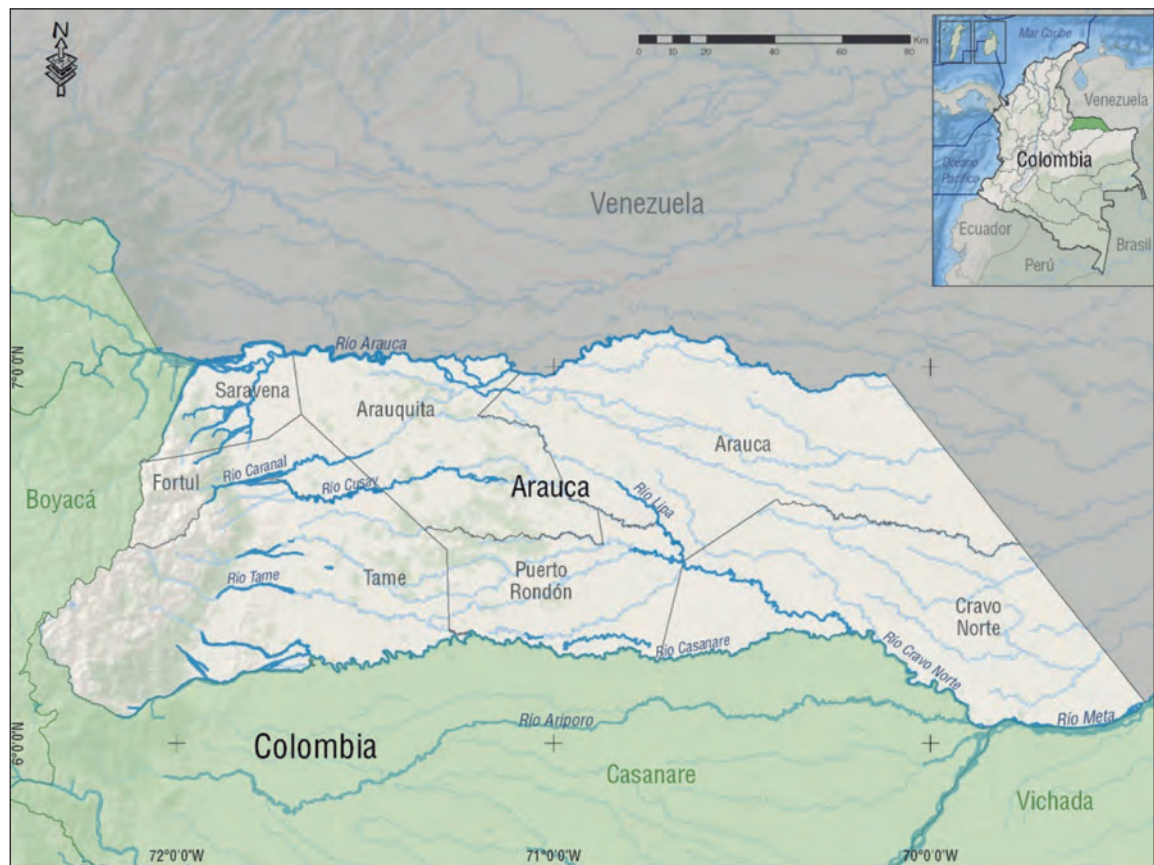 N
0 10 20 40 60 80
Km
Mar Caribe
Venezuela
Océano
Pacífico
Colombia
Ecuador
Perú
Brasil
Venezuela
7°0'0"N
6°0'0"N
Río Arauca
Saravena
Arauquita
Arauca
Fortul
Río Caranal
Río Cusay
Arauca
Río Lipa
Boyacá
Río Tame
Tame
Puerto
Rondón
Cravo
Norte
Río Casanare
Río Cravo Norte
Río Meta
Río Ariporo
Colombia
Casanare
Vichada
72°0'0"W
71°0'0"W
70°0'0"W